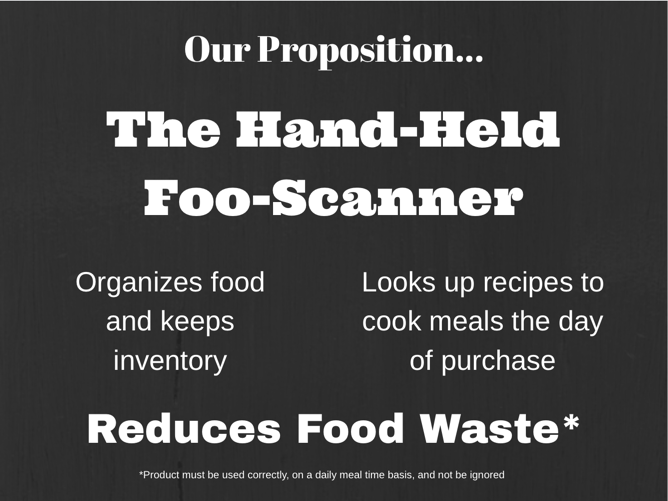 Our Proposition...
The Hand-Held
Foo-Scanner
Organizes food
and keeps
inventory
Looks up recipes to
cook meals the day
of purchase
Reduces Food Waste*
*Product must be used correctly, on a daily meal time basis, and not be ignored